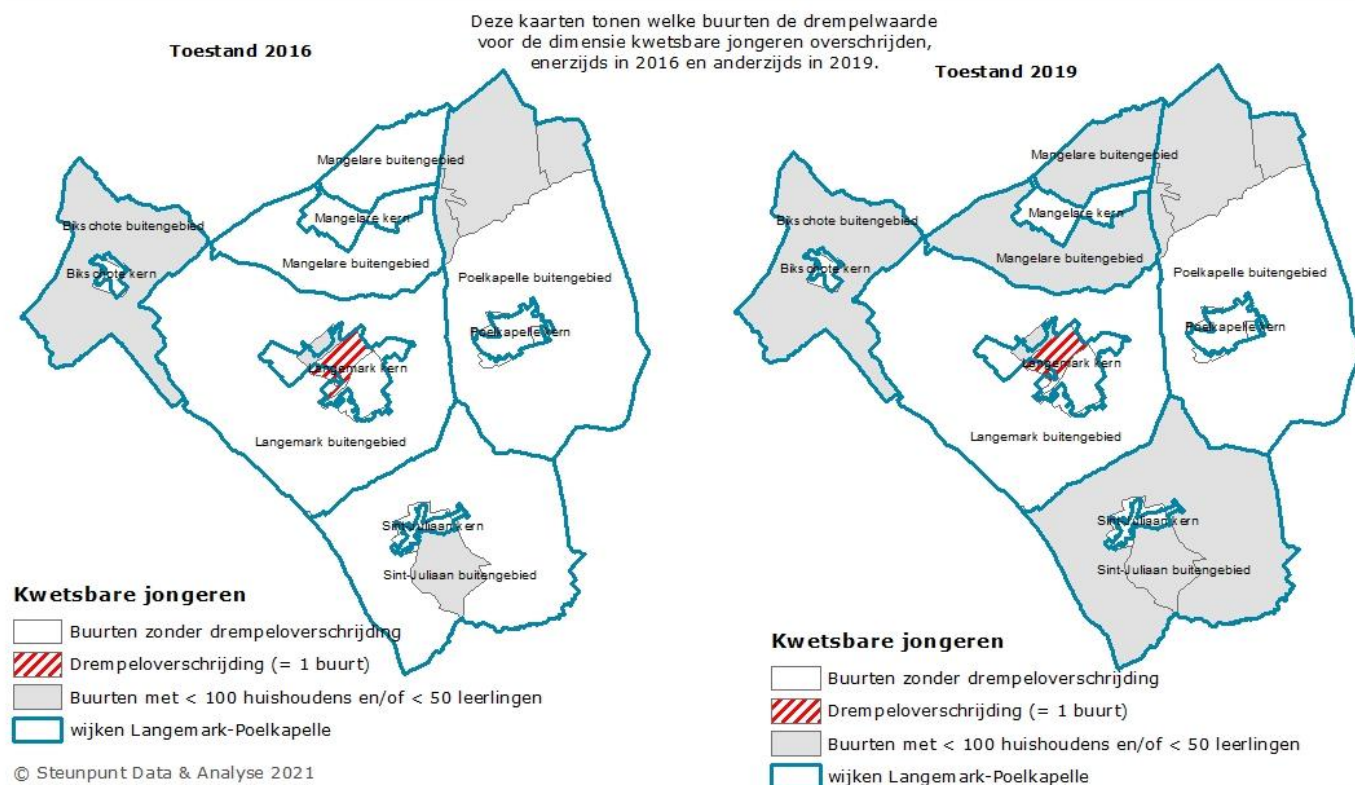 Deze kaarten tonen welke buurten de drempelwaarde
voor de dimensie kwetsbare jongeren overschrijden,
enerzijds in 2016 en anderzijds in 2019.
Toestand 2016
Mangelare buitengebied
Mangelare kern
Bikschote buitengebied
Mangelare buitengebied
Bikschote kern
Poelkapelle buitengebied
Poelkapelle kern
Langemark kern
Langemark buitengebied
Sint-Juliaan kern
Sint-Juliaan buitengebied
Kwetsbare jongeren
Buurten zonder drempeloverschrijding
Drempeloverschrijding (= 1 buurt)
Buurten met < 100 huishoudens en/of < 50 leerlingen
wijken Langemark-Poelkapelle
© Steunpunt Data & Analyse 2021
Toestand 2019
Mangelare buitengebied
Mangelare kern
Bikschote buitengebied
Mangelare buitengebied
Bikschote kern
Poelkapelle buitengebied
Poelkapelle kern
Langemark kern
Langemark buitengebied
Sint-Juliaan kern
Sint-Juliaan buitengebied
Kwetsbare jongeren
Buurten zonder drempeloverschrijding
Drempeloverschrijding (= 1 buurt)
Buurten met < 100 huishoudens en/of < 50 leerlingen
wijken Langemark-Poelkapelle